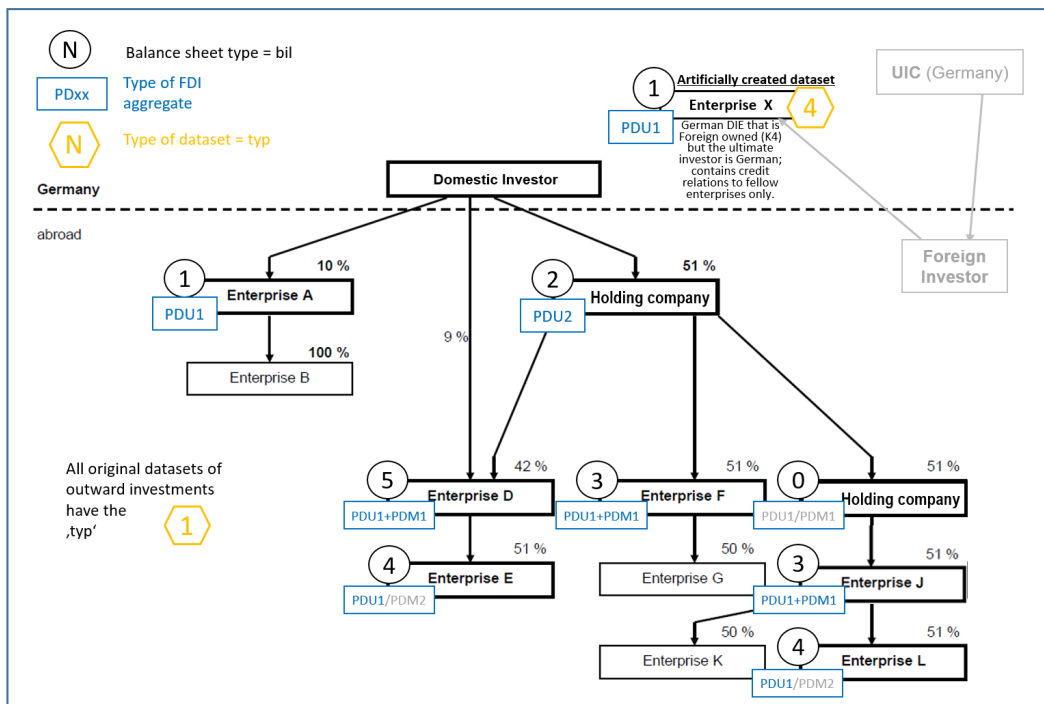 N
Balance sheet type = bil
PDxx
Type of FDI
aggregate
N
Type of dataset = typ
1
Artificially created dataset
Enterprise X
4
PDU1
German DIE that is
Foreign owned (K4)
but the ultimate
investor is German;
contains credit
relations to fellow
enterprises only.
UIC (Germany)
Germany
Domestic Investor
abroad
Foreign
Investor
10 %
1
Enterprise A
PDU1
51 %
2
Holding company
PDU2
9 %
100 %
Enterprise B
All original datasets of
outward investments
have the
‚typ‘
1
42 %
5
Enterprise D
PDU1+PDM1
51 %
3
Enterprise F
PDU1+PDM1
51 %
0
Holding company
PDU1/PDM1
51 %
4
Enterprise E
PDU1/PDM2
50 %
Enterprise G
51 %
3
Enterprise J
PDU1+PDM1
50 %
Enterprise K
51 %
4
Enterprise L
PDU1/PDM2